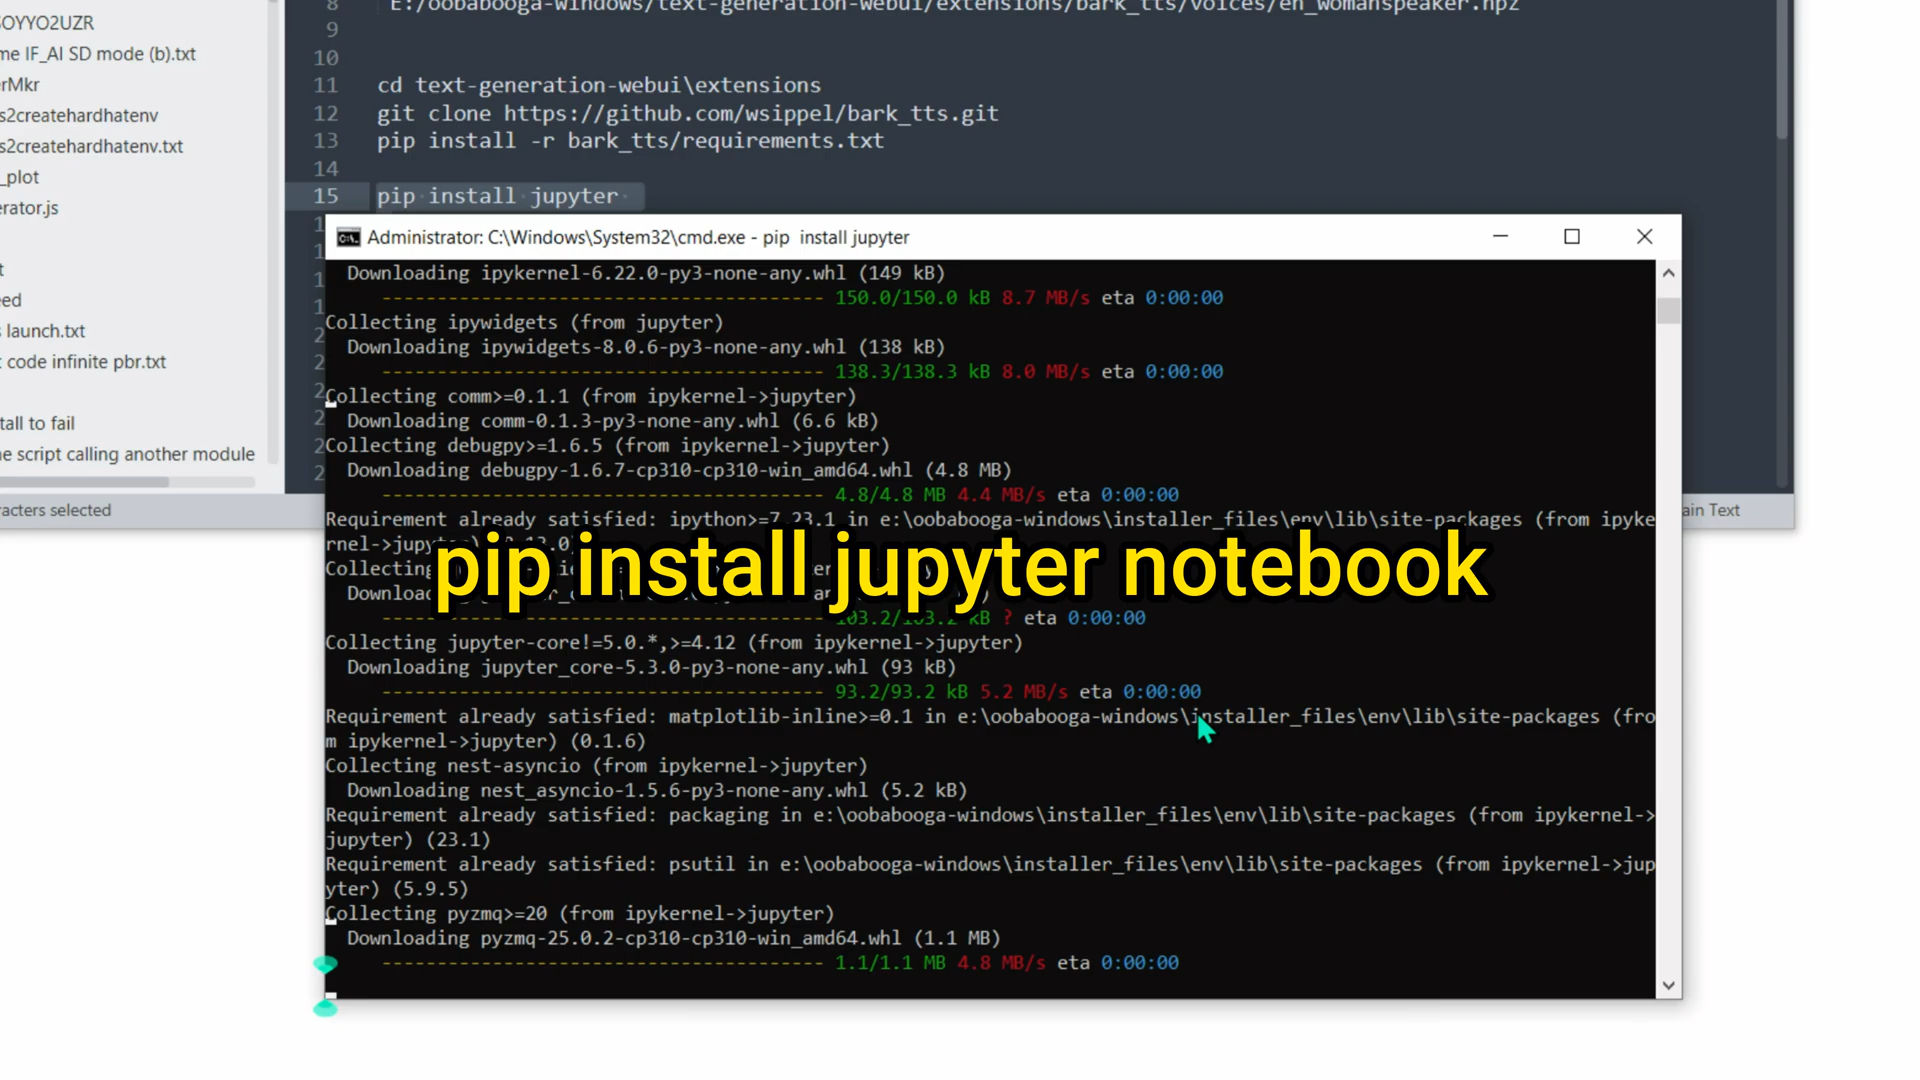 OYYO2UZR
me IF_AI SD mode (b).txt
erMkr
s2createhardhatenv
s2createhardhatenv.txt
_plot
erator.js
t
eed
s launch.txt
code infinite pbr.txt
tall to fail
e script calling another module
acters selected
8 E:/oobabooga-windows/text-generation-webui/extensions/bark_tts/voices/en_womanspeaker.npz
9
10
11 cd text-generation-webui\extensions
12 git clone https://github.com/wsippel/bark_tts.git
13 pip install -r bark_tts/requirements.txt
14
15 pip install jupyter
ain Text
Administrator: C:\Windows\System32\cmd.exe - pip install jupyter
Downloading ipykernel-6.22.0-py3-none-any.whl (149 kB)
---------------------------------------- 150.0/150.0 kB 8.7 MB/s eta 0:00:00
Collecting ipywidgets (from jupyter)
Downloading ipywidgets-8.0.6-py3-none-any.whl (138 kB)
---------------------------------------- 138.3/138.3 kB 8.0 MB/s eta 0:00:00
Collecting comm>=0.1.1 (from ipykernel->jupyter)
Downloading comm-0.1.3-py3-none-any.whl (6.6 kB)
Collecting debugpy>=1.6.5 (from ipykernel->jupyter)
Downloading debugpy-1.6.7-cp310-cp310-win_amd64.whl (4.8 MB)
---------------------------------------- 4.8/4.8 MB 4.4 MB/s eta 0:00:00
Requirement already satisfied: ipython>=7.23.1 in e:\oobabooga-windows\installer_files\env\lib\site-packages (from ipyke
rnel->jupyter)
pip install jupyter notebook
Collecting
Downloading
---------------------------------------- 103.2/103.2 kB ? eta 0:00:00
Collecting jupyter-core!=5.0.*,>=4.12 (from ipykernel->jupyter)
Downloading jupyter_core-5.3.0-py3-none-any.whl (93 kB)
---------------------------------------- 93.2/93.2 kB 5.2 MB/s eta 0:00:00
Requirement already satisfied: matplotlib-inline>=0.1 in e:\oobabooga-windows\installer_files\env\lib\site-packages (fro
m ipykernel->jupyter) (0.1.6)
Collecting nest-asyncio (from ipykernel->jupyter)
Downloading nest_asyncio-1.5.6-py3-none-any.whl (5.2 kB)
Requirement already satisfied: packaging in e:\oobabooga-windows\installer_files\env\lib\site-packages (from ipykernel->
jupyter) (23.1)
Requirement already satisfied: psutil in e:\oobabooga-windows\installer_files\env\lib\site-packages (from ipykernel->jup
yter) (5.9.5)
Collecting pyzmq>=20 (from ipykernel->jupyter)
Downloading pyzmq-25.0.2-cp310-cp310-win_amd64.whl (1.1 MB)
---------------------------------------- 1.1/1.1 MB 4.8 MB/s eta 0:00:00